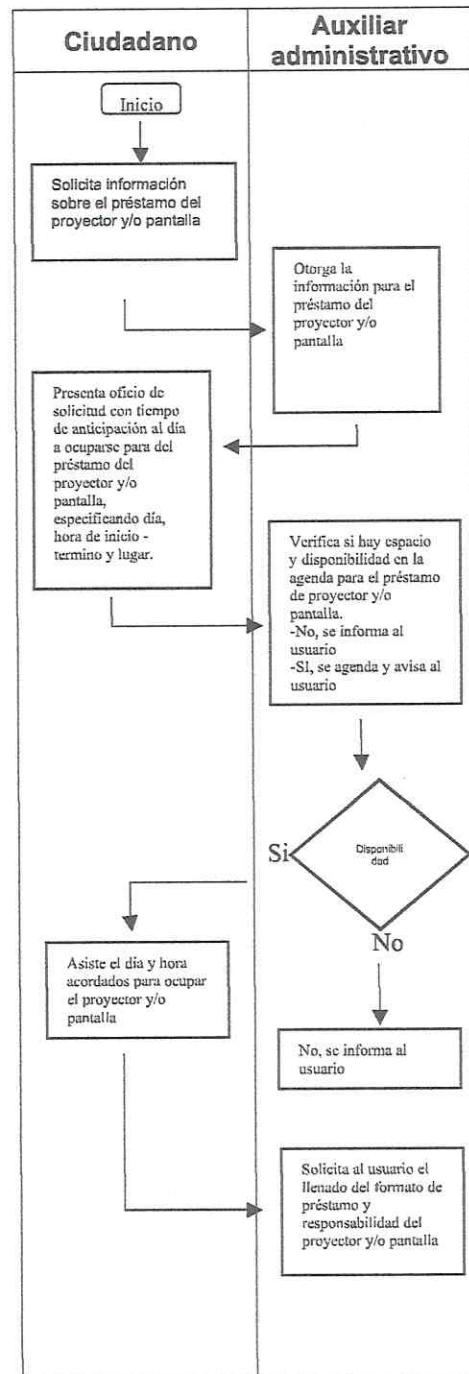 Ciudadano
Auxiliar
administrativo
Inicio
Solicita información
sobre el préstamo del
proyector y/o pantalla
Otorga la
información para el
préstamo del
proyector y/o
pantalla
Presenta oficio de
solicitud con tiempo
de anticipación al día
a ocuparse para del
préstamo del
proyector y/o
pantalla,
especificando día,
hora de inicio -
termino y lugar.
Verifica si hay espacio
y disponibilidad en la
agenda para el préstamo
de proyector y/o
pantalla.
-No, se informa al
usuario
-SI, se agenda y avisa al
usuario
Si
Disponibili
dad
No
Asiste el día y hora
acordados para ocupar
el proyector y/o
pantalla
No, se informa al
usuario
Solicita al usuario el
llenado del formato de
préstamo y
responsabilidad del
proyector y/o pantalla